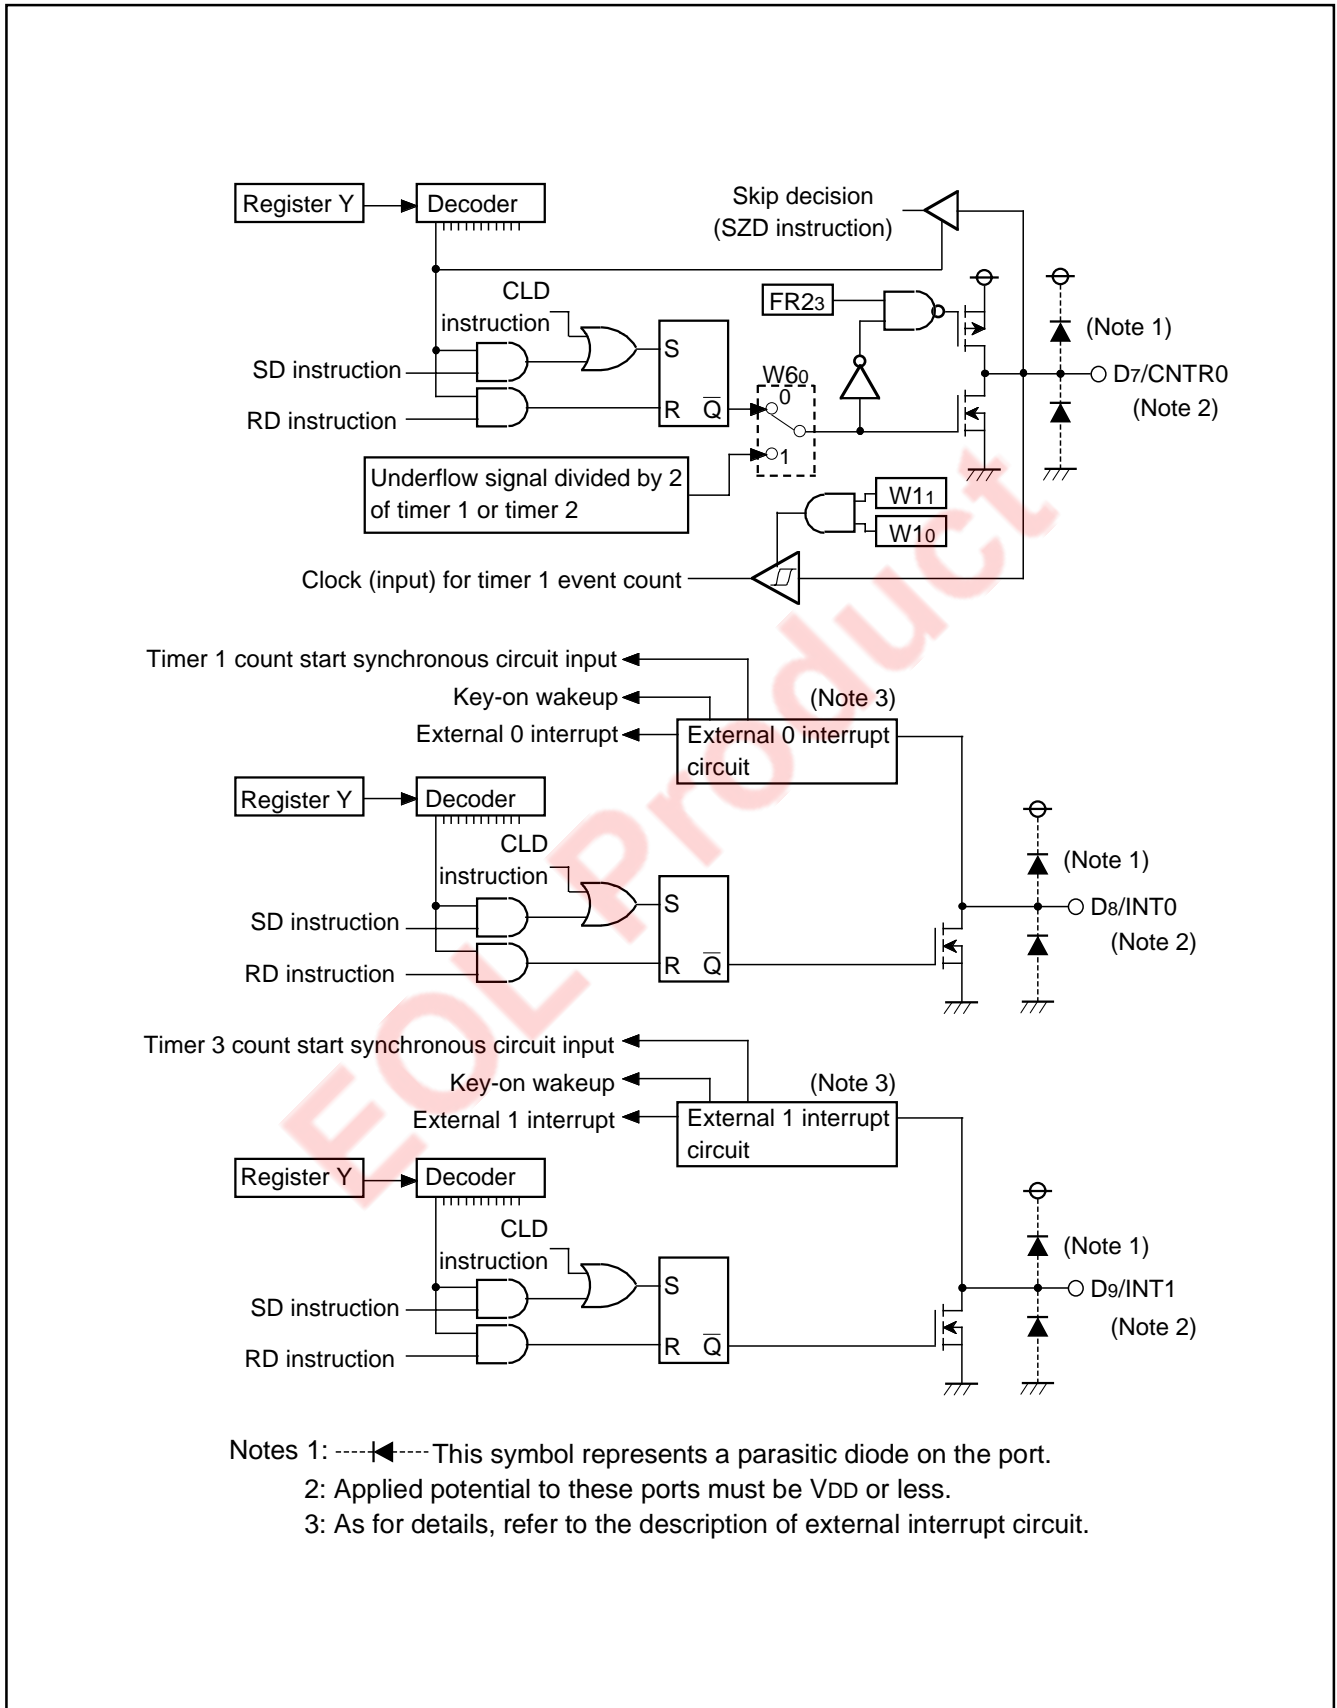 Register Y
Decoder
Skip decision
(SZD instruction)
CLD
instruction
FR23
(Note 1)
S
SD instruction
W60
0
D7/CNTR0
(Note 2)
RD instruction
R Q
1
Underflow signal divided by 2
of timer 1 or timer 2
W11
W10
Clock (input) for timer 1 event count
Timer 1 count start synchronous circuit input
Key-on wakeup
(Note 3)
External 0 interrupt
External 0 interrupt
circuit
Register Y
Decoder
CLD
instruction
(Note 1)
S
SD instruction
D8/INT0
(Note 2)
RD instruction
R Q
Timer 3 count start synchronous circuit input
Key-on wakeup
(Note 3)
External 1 interrupt
External 1 interrupt
circuit
Register Y
Decoder
CLD
instruction
(Note 1)
S
SD instruction
D9/INT1
(Note 2)
RD instruction
R Q
Notes 1: This symbol represents a parasitic diode on the port.
2: Applied potential to these ports must be VDD or less.
3: As for details, refer to the description of external interrupt circuit.
EOL Product